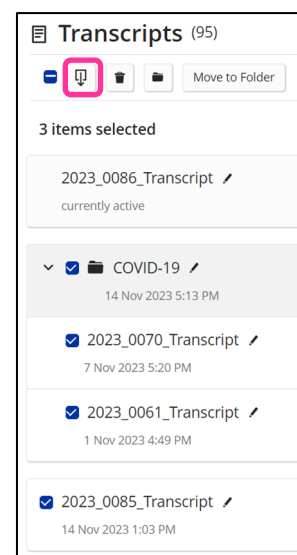 Transcripts (95)
Move to Folder
3 items selected
2023_0086_Transcript
currently active
COVID-19
14 Nov 2023 5:13 PM
2023_0070_Transcript
7 Nov 2023 5:20 PM
2023_0061_Transcript
1 Nov 2023 4:49 PM
2023_0085_Transcript
14 Nov 2023 1:03 PM